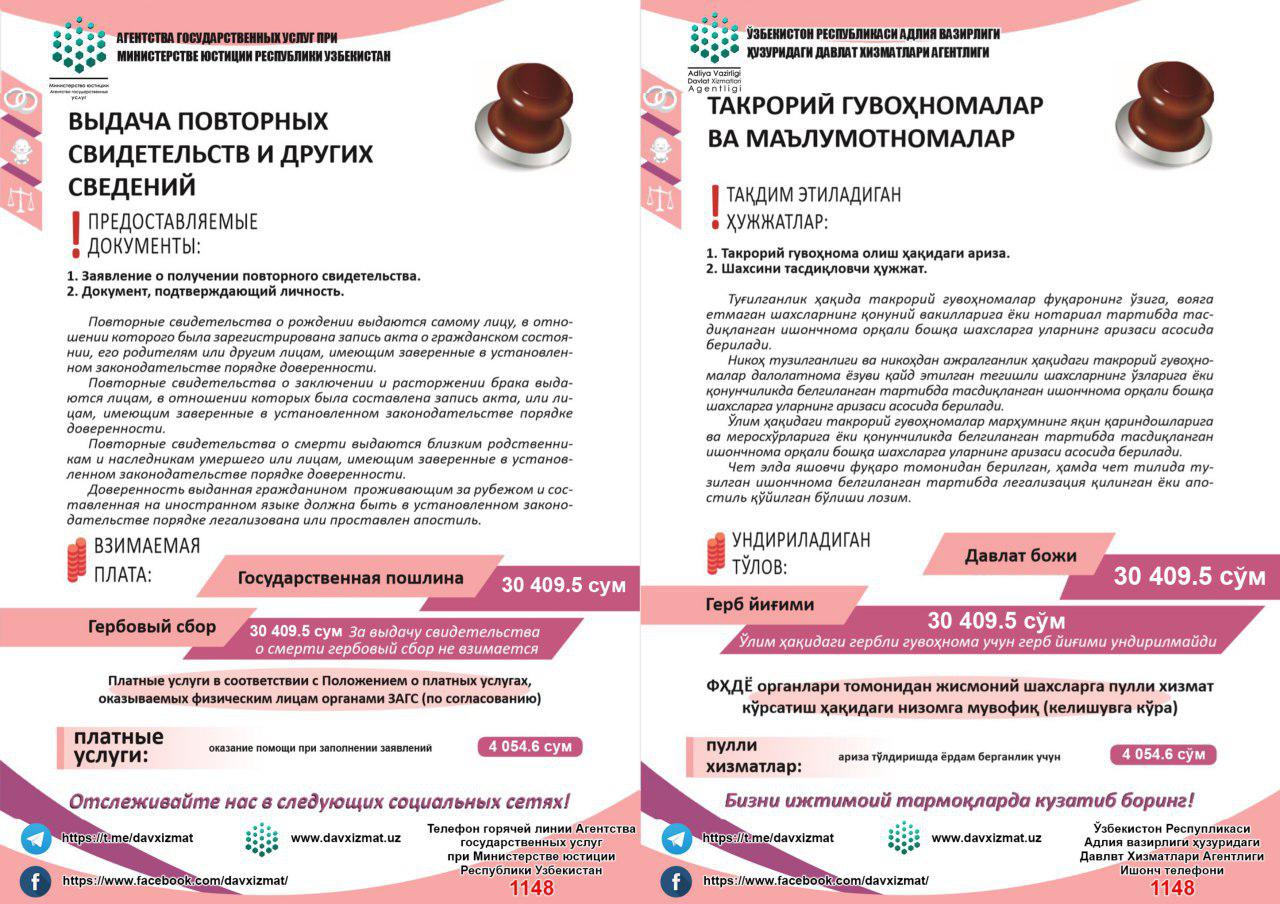 АГЕНТСТВА ГОСУДАРСТВЕННЫХ УСЛУГ ПРИ
МИНИСТЕРСТВЕ ЮСТИЦИИ РЕСПУБЛИКИ УЗБЕКИСТАН
Министерства юстиции
Агентство государственных
услуг
ВЫДАЧА ПОВТОРНЫХ
СВИДЕТЕЛЬСТВ И ДРУГИХ
СВЕДЕНИЙ
! ПРЕДОСТАВЛЯЕМЫЕ
ДОКУМЕНТЫ:
1. Заявление о получении повторного свидетельства.
2. Документ, подтверждающий личность.
Повторные свидетельства о рождении выдаются самому лицу, в отно-
шении которого была зарегистрирована запись акта о гражданском состоя-
нии, его родителям или другим лицам, имеющим заверенные в установлен-
ном законодательстве порядке доверенности.
Повторные свидетельства о заключении и расторжении брака выда-
ются лицам, в отношении которых была составлена запись акта, или ли-
цам, имеющим заверенные в установленном законодательстве порядке
доверенности.
Повторные свидетельства о смерти выдаются близким родственни-
кам и наследникам умершего или лицам, имеющим заверенные в установ-
ленном законодательстве порядке доверенности.
Доверенность выданная гражданином проживающим за рубежом и сос-
тавленная на иностранном языке должна быть в установленном законо-
дательстве порядке легализована или проставлен апостиль.
ВЗИМАЕМАЯ
ПЛАТА:
Государственная пошлина
30 409.5 сум
Гербовый сбор
30 409.5 сум За выдачу свидетельства
о смерти гербовый сбор не взимается
Платные услуги в соответствии с Положением о платных услугах,
оказываемых физическим лицам органами ЗАГС (по согласованию)
платные
услуги:
оказание помощи при заполнении заявлений
4 054.6 сум
Отслеживайте нас в следующих социальных сетях!
https://t.me/davxizmat
www.davxizmat.uz
https://www.facebook.com/davxizmat/
Телефон горячей линии Агентства
государственных услуг
при Министерстве юстиции
Республики Узбекистан
1148
ЎЗБЕКИСТОН РЕСПУБЛИКАСИ АДЛИЯ ВАЗИРЛИГИ
ҲУЗУРИДАГИ ДАВЛАТ ХИЗМАТЛАРИ АГЕНТЛИГИ
Adliya Vazirligi
Davlat Xizmatlari
Agentligi
ТАКРОРИЙ ГУВОҲНОМАЛАР
ВА МАЪЛУМОТНОМАЛАР
! ТАҚДИМ ЭТИЛАДИГАН
ҲУЖЖАТЛАР:
1. Такрорий гувоҳнома олиш ҳақидаги ариза.
2. Шахсини тасдиқловчи ҳужжат.
Туғилганлик ҳақида такрорий гувоҳномалар фуқаронинг ўзига, вояга
етмаган шахсларнинг қонуний вакилларига ёки нотариал тартибда тас-
диқланган ишончнома орқали бошқа шахсларга уларнинг аризаси асосида
берилади.
Никоҳ тузилганлиги ва никоҳдан ажралганлик ҳақидаги такрорий гувоҳно-
малар далолатнома ёзуви қайд этилган тегишли шахсларнинг ўзларига ёки
қонунчиликда белгиланган тартибда тасдиқланган ишончнома орқали бошқа
шахсларга уларнинг аризаси асосида берилади.
Ўлим ҳақидаги такрорий гувоҳномалар марҳумнинг яқин қариндошларига
ва меросхўрларига ёки қонунчиликда белгиланган тартибда тасдиқланган
ишончнома орқали бошқа шахсларга уларнинг аризаси асосида берилади.
Чет элда яшовчи фуқаро томонидан берилган, ҳамда чет тилида ту-
зилган ишончнома белгиланган тартибда легализация қилинган ёки апо-
стиль қўйилган бўлиши лозим.
УНДИРИЛАДИГАН
ТЎЛОВ:
Давлат божи
30 409.5 сўм
Герб йиғими
30 409.5 сўм
Ўлим ҳақидаги гербли гувоҳнома учун герб йиғими ундирилмайди
ФҲДЁ органлари томонидан жисмоний шахсларга пулли хизмат
кўрсатиш ҳақидаги низомга мувофиқ (келишувга кўра)
пулли
хизматлар:
ариза тўлдиришда ёрдам берганлик учун
4 054.6 сўм
Бизни ижтимоий тармоқларда кузатиб боринг!
https://t.me/davxizmat
www.davxizmat.uz
https://www.facebook.com/davxizmat/
Ўзбекистон Респупликаси
Адлия вазирлиги ҳузуридаги
Давлвт Хизматлари Агентлиги
Ишонч телефони
1148